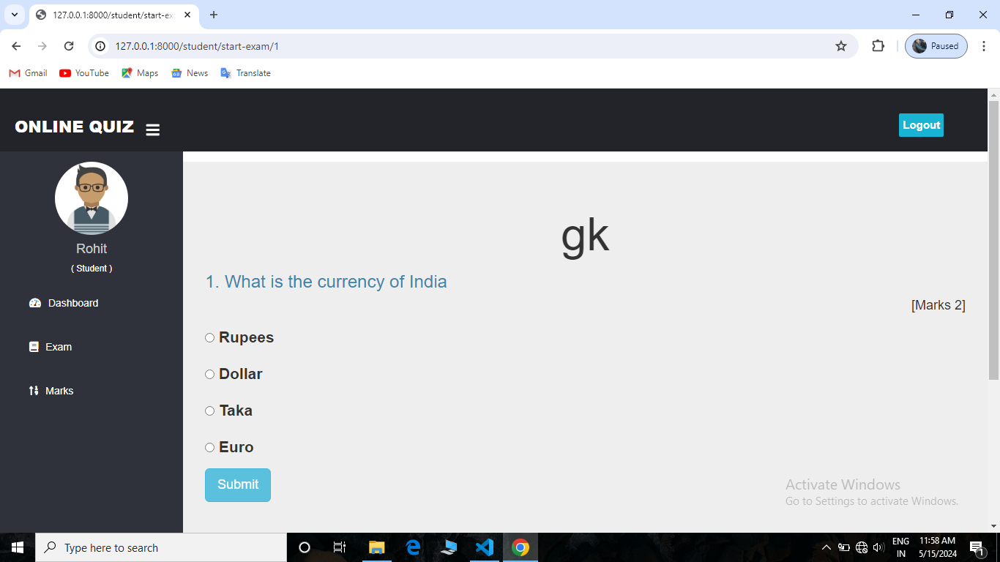 127.0.0.1:8000/student/start-ex
127.0.0.1:8000/student/start-exam/1
Paused
Gmail
YouTube
Maps
News
Translate
ONLINE QUIZ
Logout
Rohit
( Student )
Dashboard
Exam
Marks
gk
1. What is the currency of India
[Marks 2]
Rupees
Dollar
Taka
Euro
Submit
Activate Windows
Go to Settings to activate Windows.
Type here to search
ENG
IN
11:58 AM
5/15/2024
1